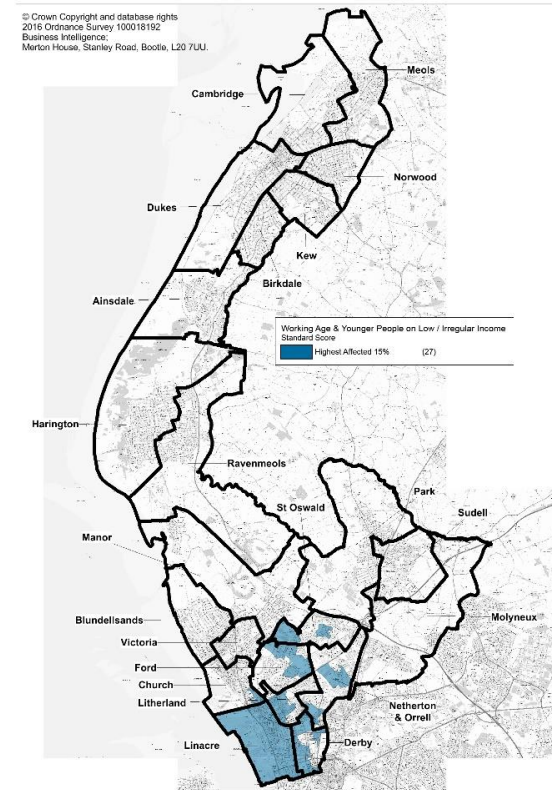 © Crown Copyright and database rights
2016 Ordnance Survey 100018192
Business Intelligence;
Merton House, Stanley Road, Bootle, L20 7UU.
Meols
Cambridge
Norwood
Dukes
Kew
Birkdale
Ainsdale
Working Age & Younger People on Low / Irregular Income
Standard Score
Highest Affected 15% (27)
Harington
Ravenmeols
Park
St Oswald
Sudell
Manor
Blundellsands
Molyneux
Victoria
Ford
Church
Litherland
Netherton
& Orrell
Linacre
Derby